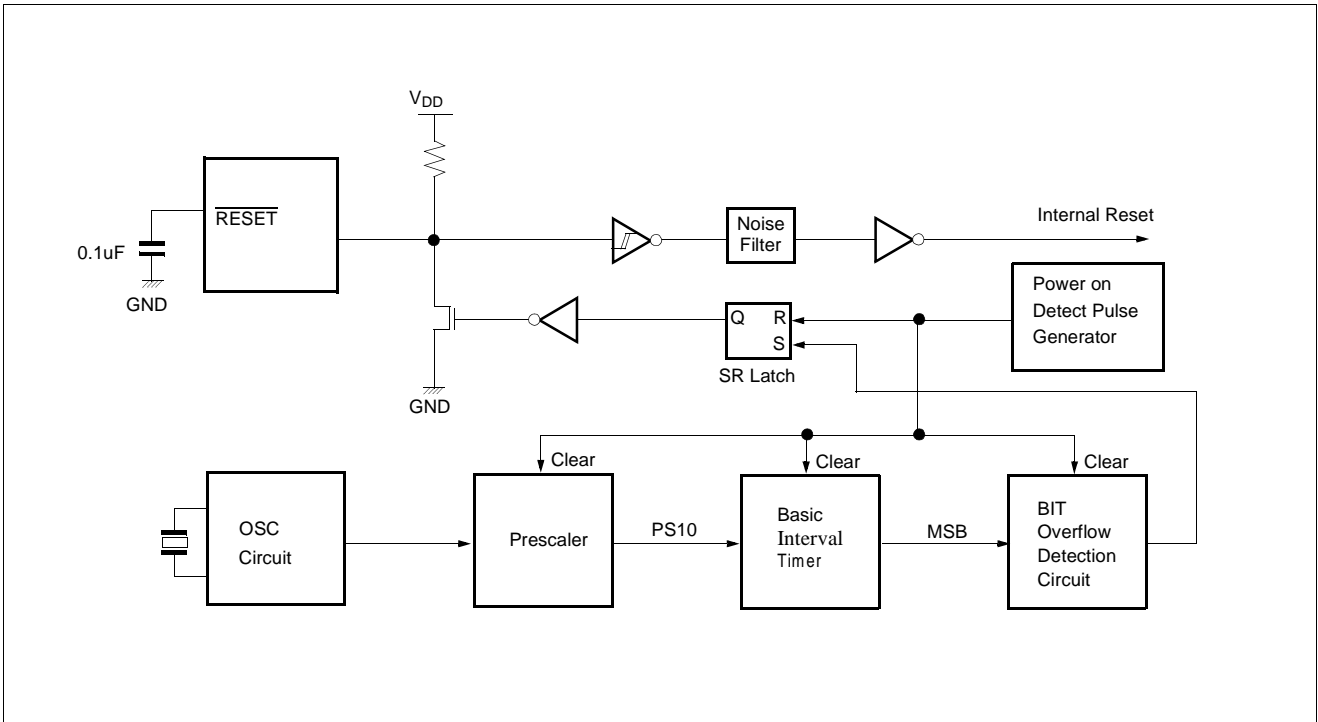 VDD
RESET
0.1uF
GND
Noise
Filter
Internal Reset
Power on
Detect Pulse
Generator
Q R
S
SR Latch
GND
Clear
Clear
Clear
OSC
Circuit
Prescaler
PS10
Basic
Interval
Timer
MSB
BIT
Overflow
Detection
Circuit